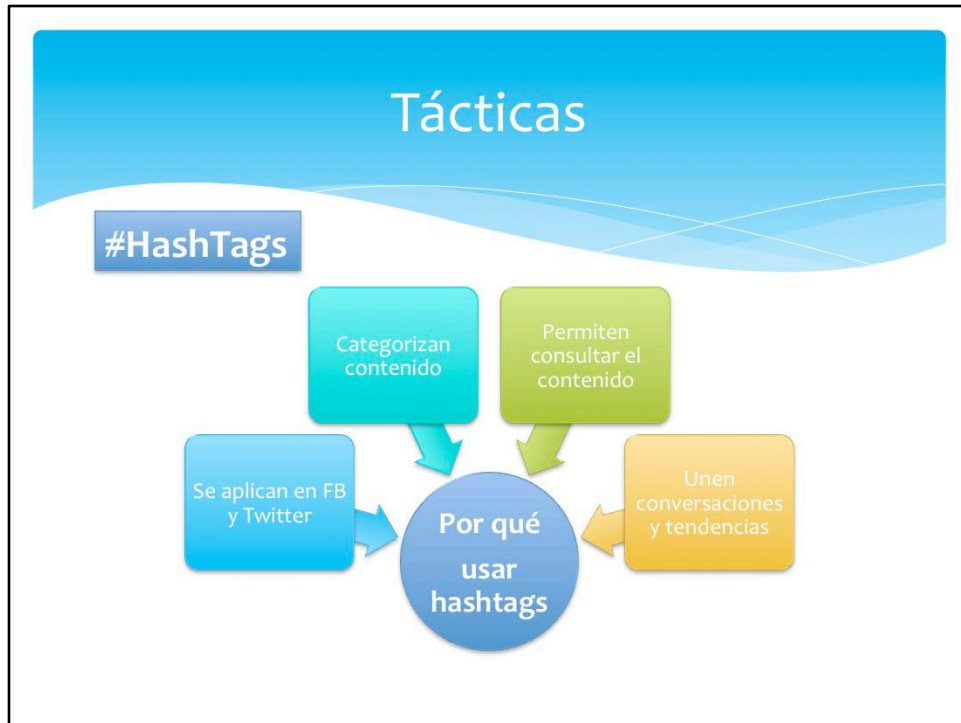 Tácticas
#HashTags
Categorizan
contenido
Permiten
consultar el
contenido
Se aplican en FB
y Twitter
Unen
conversaciones
y tendencias
Por qué
usar
hashtags